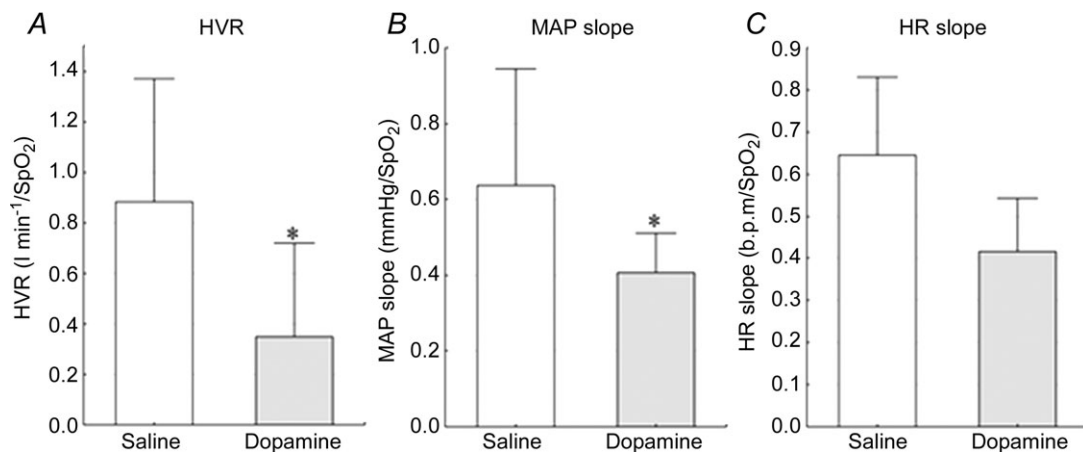 A HVR
HVR (l min⁻¹/SpO₂)
1.4
1.2
1.0
0.8
0.6
0.4
0.2
0.0
*
Saline Dopamine
B MAP slope
MAP slope (mmHg/SpO₂)
1.0
0.8
0.6
0.4
0.2
0.0
*
Saline Dopamine
C HR slope
HR slope (b.p.m/SpO₂)
0.9
0.8
0.7
0.6
0.5
0.4
0.3
0.2
0.1
0.0
Saline Dopamine